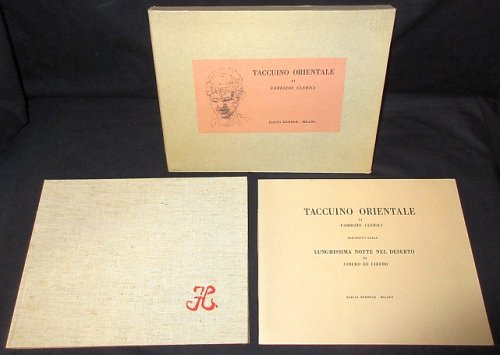 TACCUINO ORIENTALE
DI
FABRIZIO CLERICI
ELECTA EDITRICE - MILANO
TACCUINO ORIENTALE
DI
FABRIZIO CLERICI
PRECEDUTO DALLA
LUNGHISSIMA NOTTE NEL DESERTO
DI
LIBERO DE LIBERO
ELECTA EDITRICE - MILANO